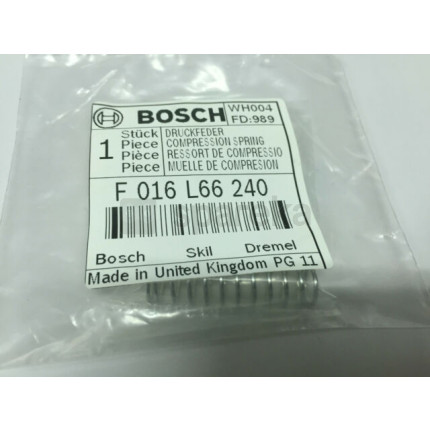 BOSCH
WH004
FD:989
1
Stück DRUCKFEDER
Piece COMPRESSION SPRING
Pièce RESSORT DE COMPRESSIO
Piece MUELLE DE COMPRESION
F 016 L66 240
Bosch Skil Dremel
Made in United Kingdom PG 11